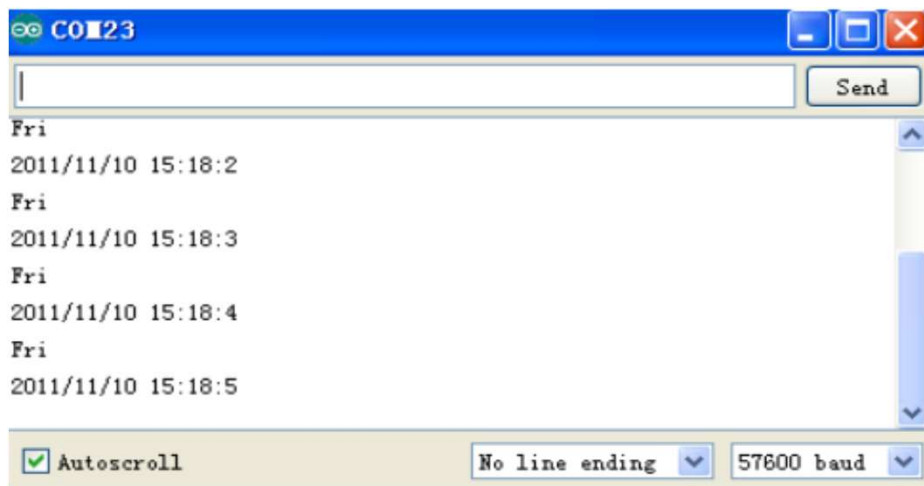 COM23
Send
Fri
2011/11/10 15:18:2
Fri
2011/11/10 15:18:3
Fri
2011/11/10 15:18:4
Fri
2011/11/10 15:18:5
Autoscroll
No line ending
57600 baud